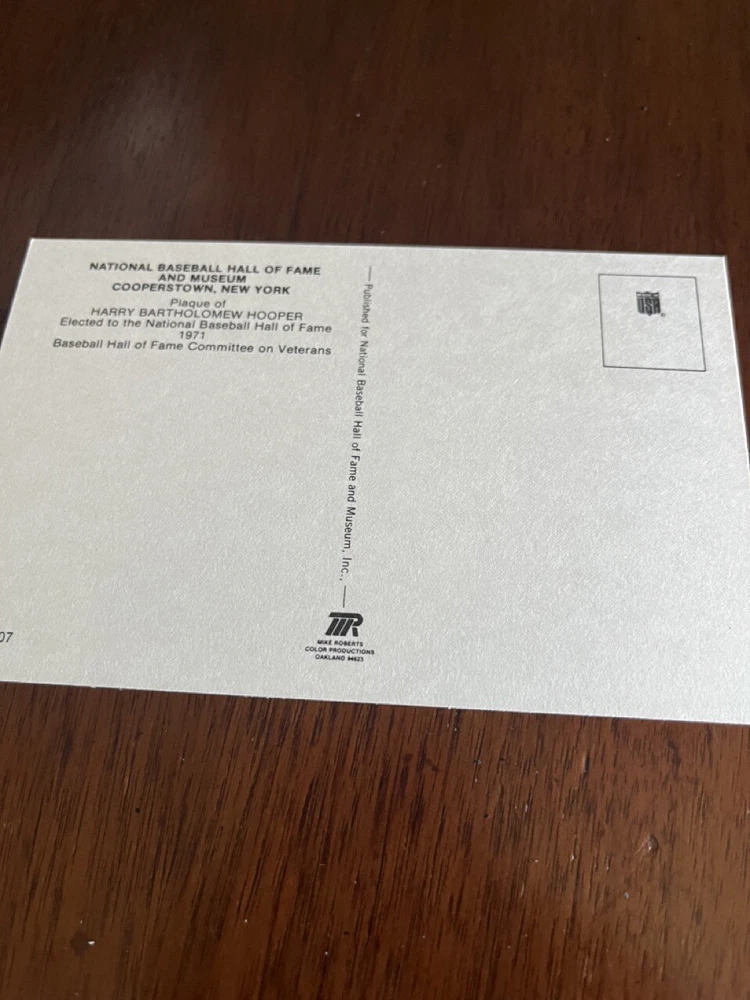 NATIONAL BASEBALL HALL OF FAME
AND MUSEUM
COOPERSTOWN, NEW YORK
Plaque of
HARRY BARTHOLOMEW HOOPER
Elected to the National Baseball Hall of Fame
1971
Baseball Hall of Fame Committee on Veterans
Published for National Baseball Hall of Fame and Museum, Inc.,
USA
07
MIKE ROBERTS
COLOR PRODUCTIONS
OAKLAND 94623